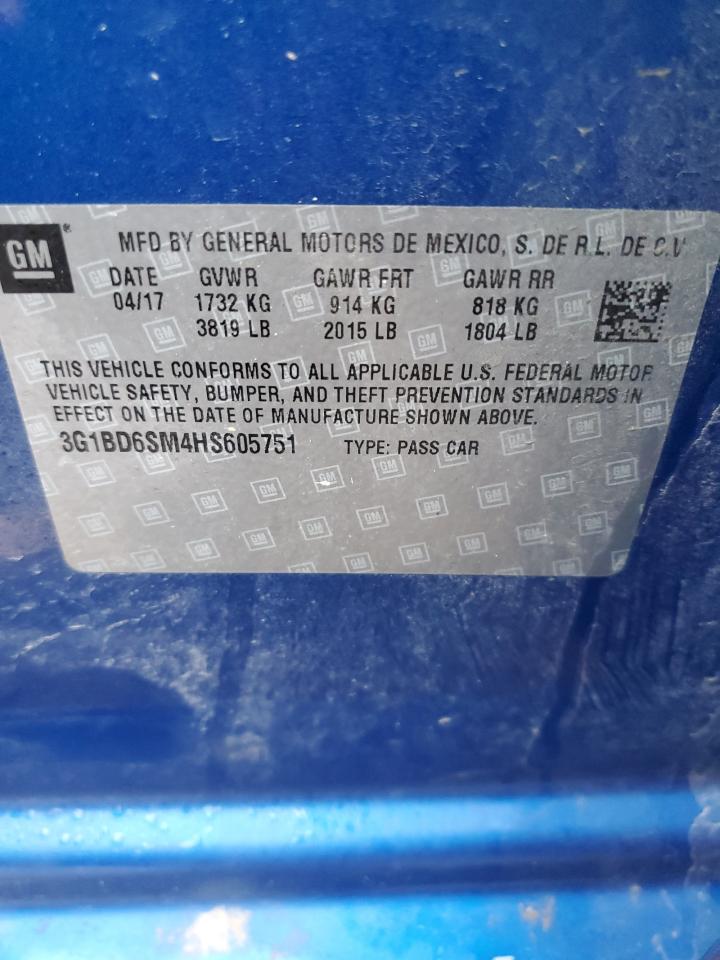 GM®
MFD BY GENERAL MOTORS DE MEXICO, S. DE R.L. DE C.V
DATE GVWR GAWR FRT GAWR RR
04/17 1732 KG 914 KG 818 KG
3819 LB 2015 LB 1804 LB
THIS VEHICLE CONFORMS TO ALL APPLICABLE U.S. FEDERAL MOTOR
VEHICLE SAFETY, BUMPER, AND THEFT PREVENTION STANDARDS IN
EFFECT ON THE DATE OF MANUFACTURE SHOWN ABOVE.
3G1BD6SM4HS605751 TYPE: PASS CAR